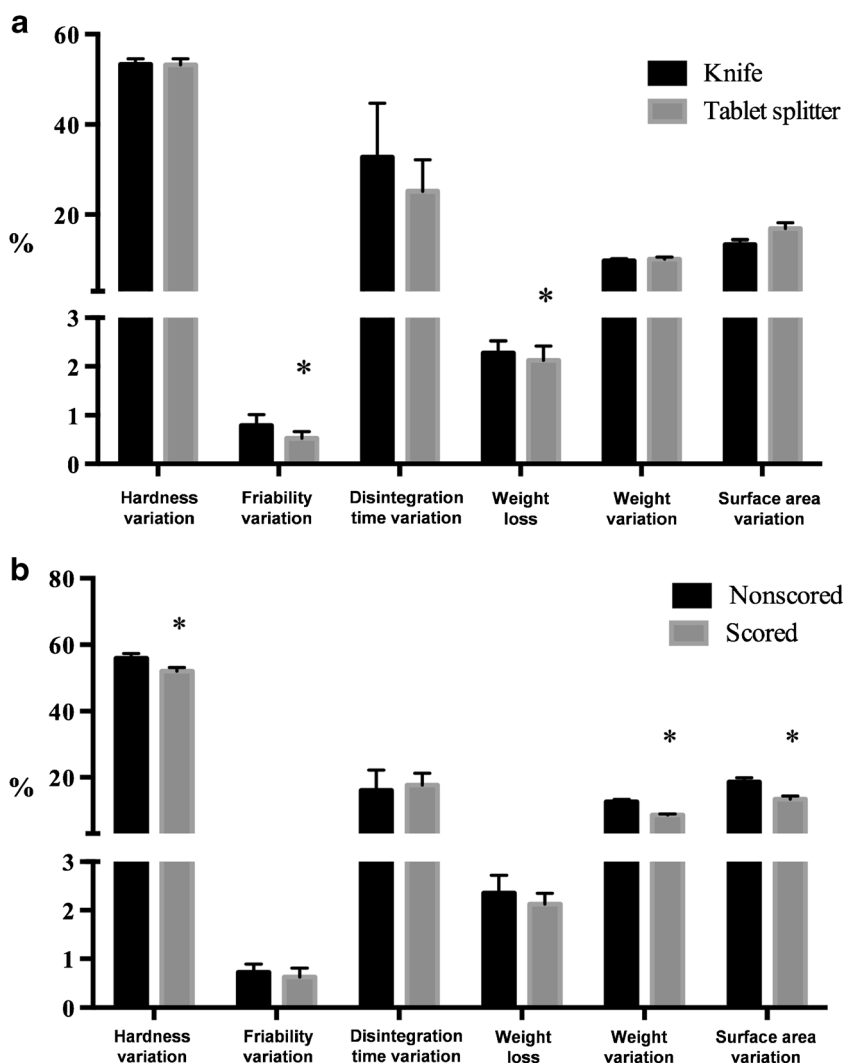 a
60
40
20
%
3
2
1
0
Knife
Tablet splitter
*
*
Hardness variation
Friability variation
Disintegration time variation
Weight loss
Weight variation
Surface area variation
b
80
60
40
20
%
3
2
1
0
Nonscored
Scored
*
*
*
Hardness variation
Friability variation
Disintegration time variation
Weight loss
Weight variation
Surface area variation